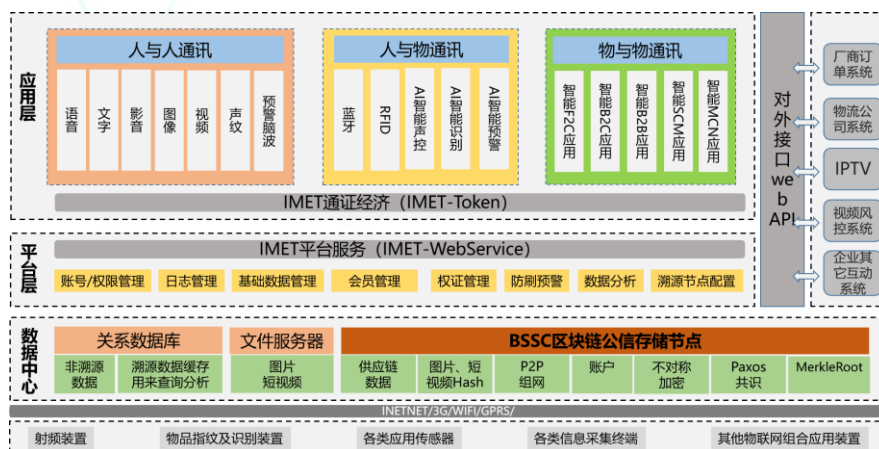 应用层
人与人通讯
语音
文字
影音
图像
视频
声纹
预警脑波
人与物通讯
蓝牙
RFID
AI智能声控
AI智能识别
AI智能预警
物与物通讯
智能F2C应用
智能B2C应用
智能B2B应用
智能SCM应用
智能MCN应用
IMET通证经济（IMET-Token）
对外接口
we
b
API
厂商订
单系统
物流公
司系统
IPTV
视频风
控系统
企业其
它互动
系统
平台层
IMET平台服务（IMET-WebService）
账号/权限管理
日志管理
基础数据管理
会员管理
权证管理
防刷预警
数据分析
溯源节点配置
数据中心
关系数据库
非溯源
数据
溯源数据缓存
用来查询分析
文件服务器
图片
短视频
BSSC区块链公信存储节点
供应链
数据
图片、短
视频Hash
P2P
组网
账户
不对称
加密
Paxos
共识
MerkleRoot
INETNET/3G/WIFI/GPRS/
射频装置
物品指纹及识别装置
各类应用传感器
各类信息采集终端
其他物联网组合应用装置